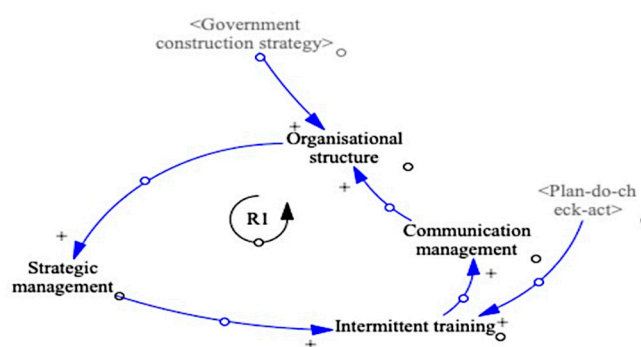 <Government
construction strategy>
+
Organisational
structure
+
<Plan-do-ch
eck-act>
R1
Communication
management
+
Strategic
management
+
Intermittent training
+
+